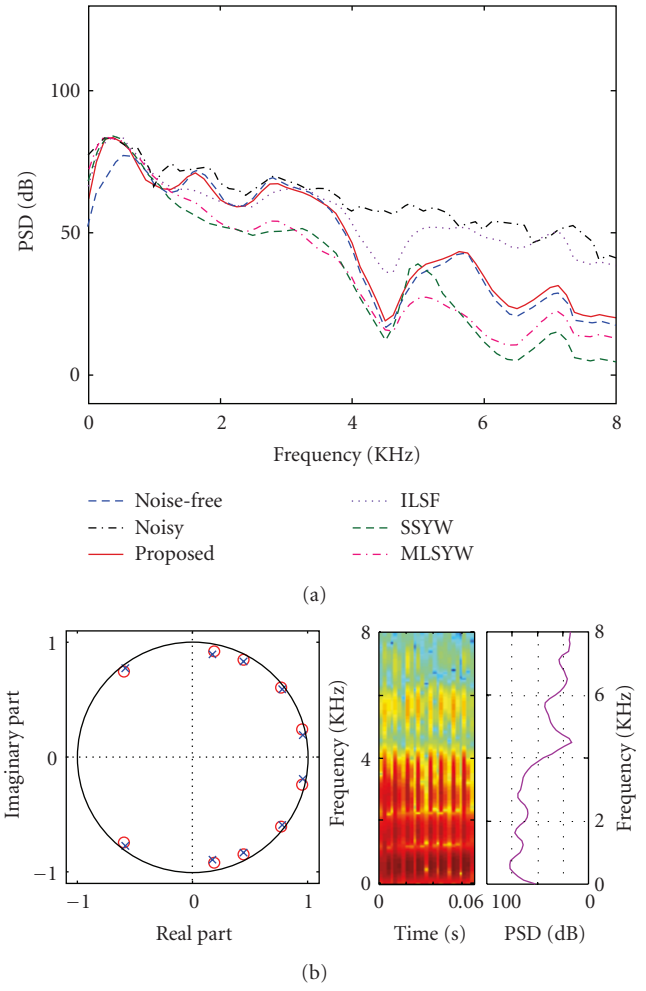 100
50
0
PSD (dB)
0 2 4 6 8
Frequency (KHz)
Noise-free
Noisy
Proposed
ILSF
SSYW
MLSYW
(a)
1
0
−1
Imaginary part
−1 0 1
Real part
8
4
0
Frequency (KHz)
0 0.06
Time (s)
100 0
PSD (dB)
8
6
4
2
0
Frequency (KHz)
(b)